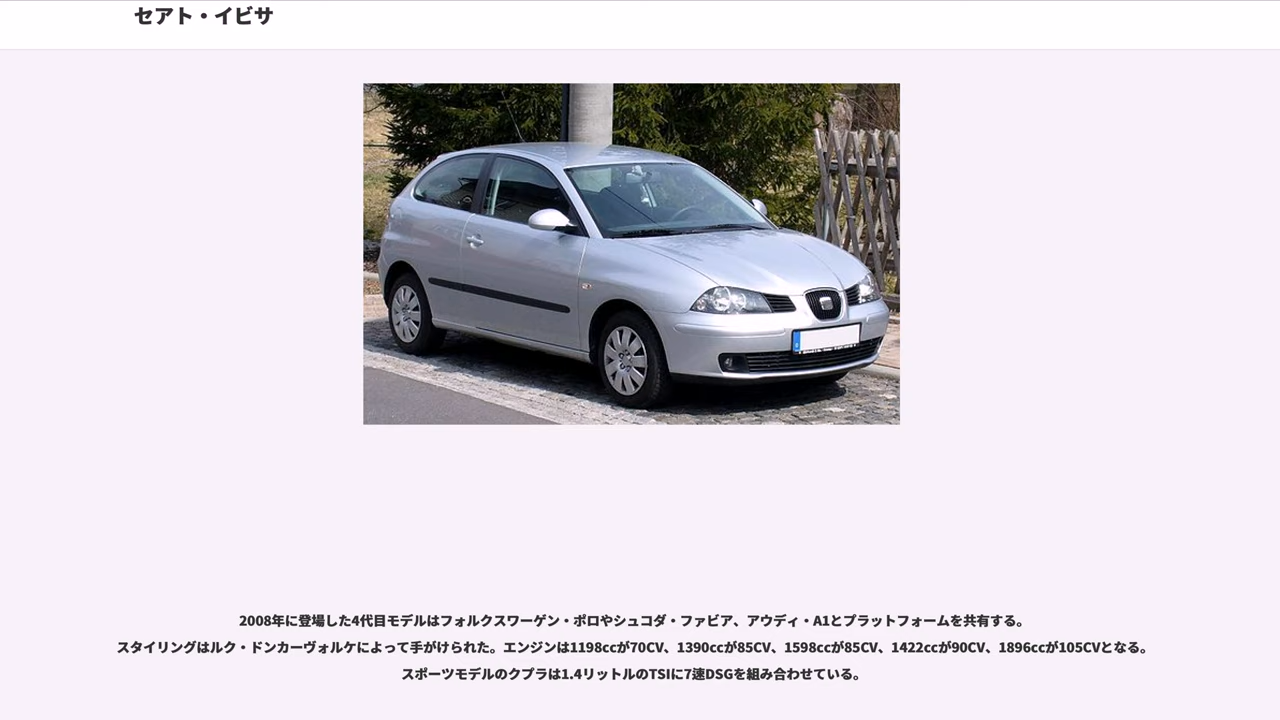 セアト・イビサ
2008年に登場した4代目モデルはフォルクスワーゲン・ポロやシュコダ・ファビア、アウディ・A1とプラットフォームを共有する。
スタイリングはルク・ドンカーヴォルケによって手がけられた。エンジンは1198ccが70CV、1390ccが85CV、1598ccが85CV、1422ccが90CV、1896ccが105CVとなる。
スポーツモデルのクプラは1.4リットルのTSIに7速DSGを組み合わせている。